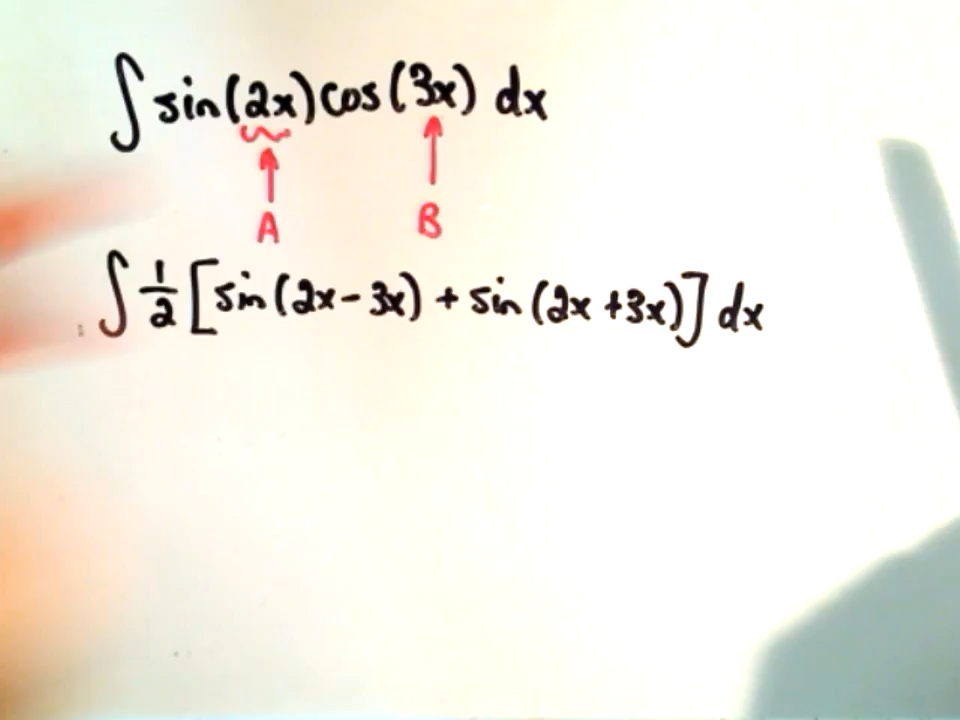 ∫ sin(2x)cos(3x) dx
A B
∫ 1/2 [sin(2x - 3x) + sin(2x + 3x)] dx